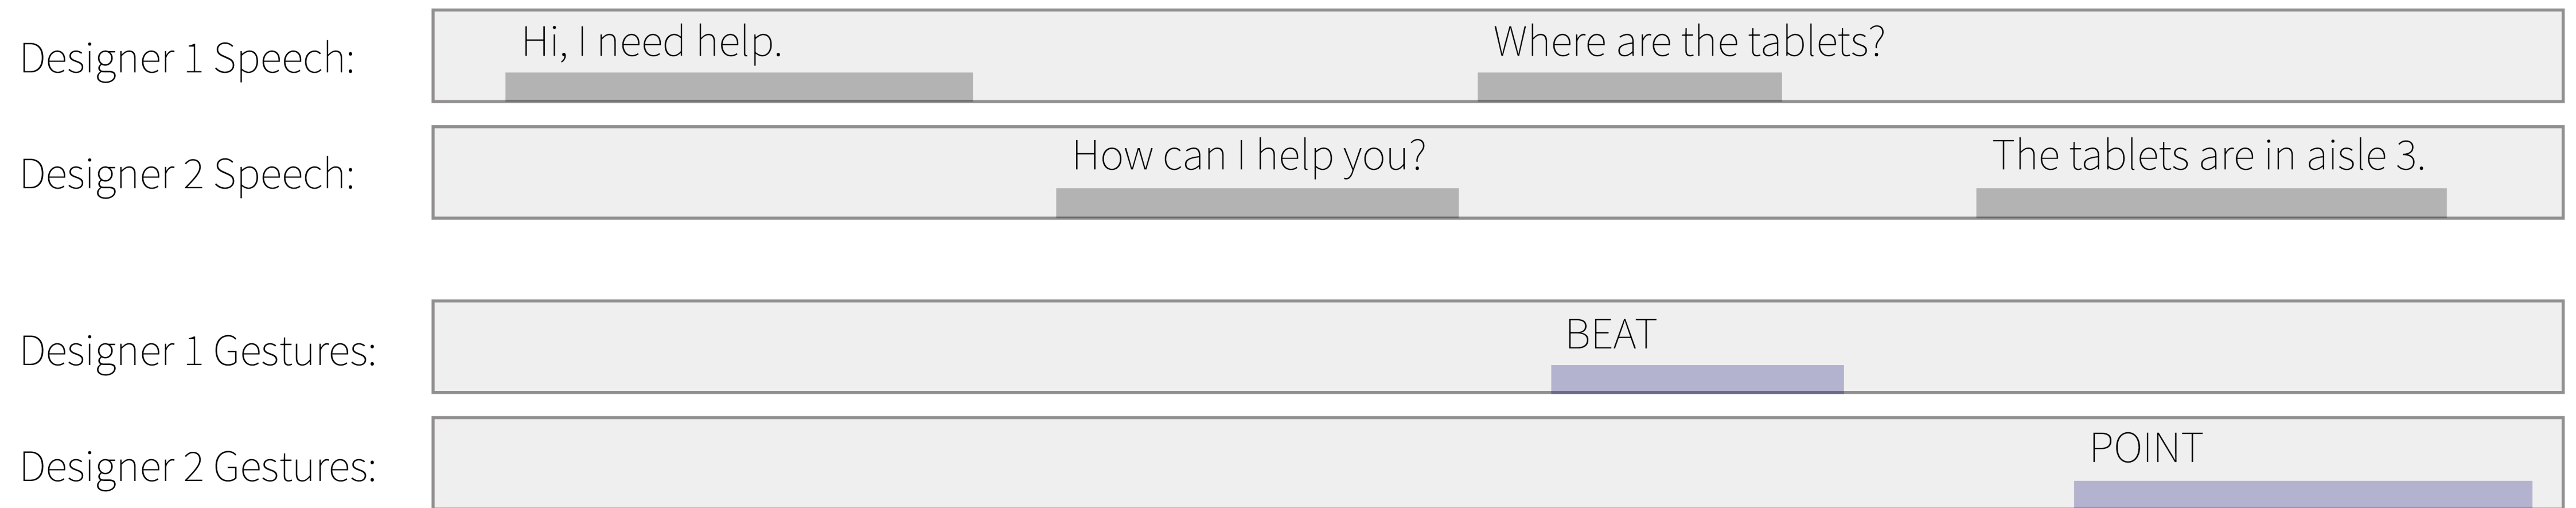 Designer 1 Speech: Hi, I need help. Where are the tablets?
Designer 2 Speech: How can I help you? The tablets are in aisle 3.
Designer 1 Gestures: BEAT
Designer 2 Gestures: POINT